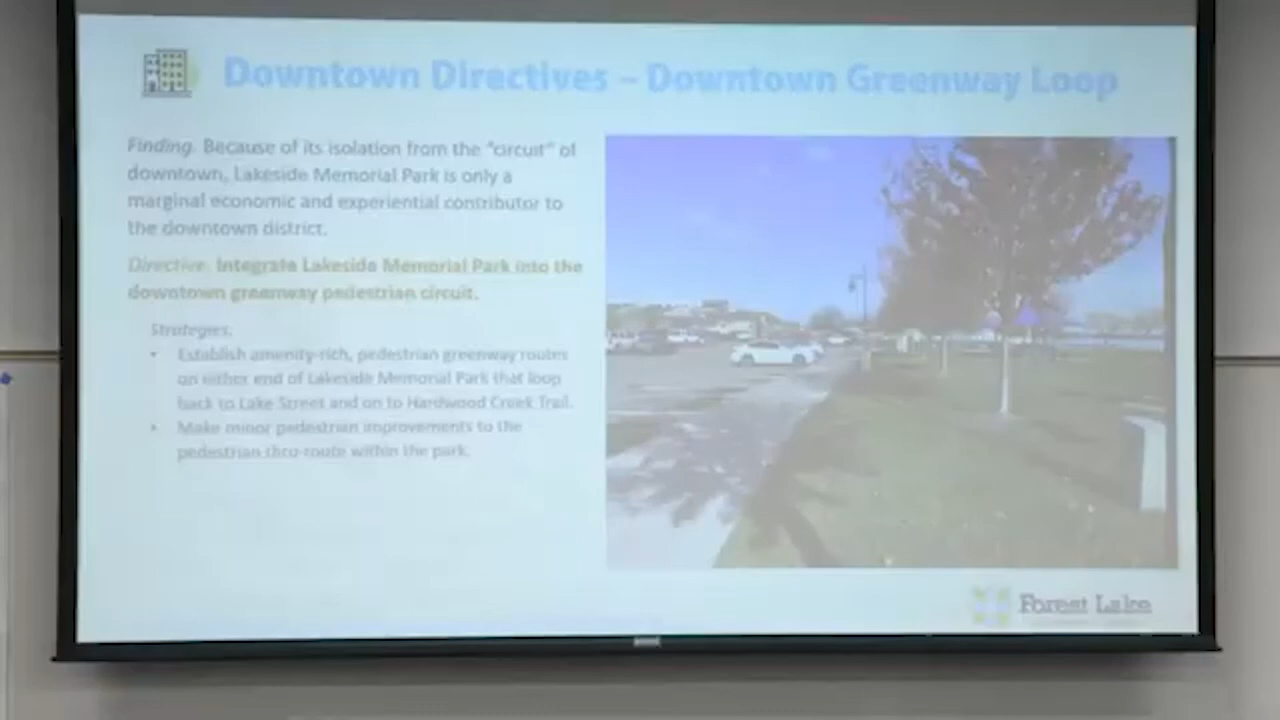 Downtown Directives – Downtown Greenway Loop
Finding. Because of its isolation from the "circuit" of
downtown, Lakeside Memorial Park is only a
marginal economic and experiential contributor to
the downtown district.
Directive. Integrate Lakeside Memorial Park into the
downtown greenway pedestrian circuit.
Strategies.
• Establish amenity-rich, pedestrian greenway routes
on either end of Lakeside Memorial Park that loop
back to Lake Street and on to Hardwood Creek Trail.
• Make minor pedestrian improvements to the
pedestrian thru-route within the park.
Forest Lake